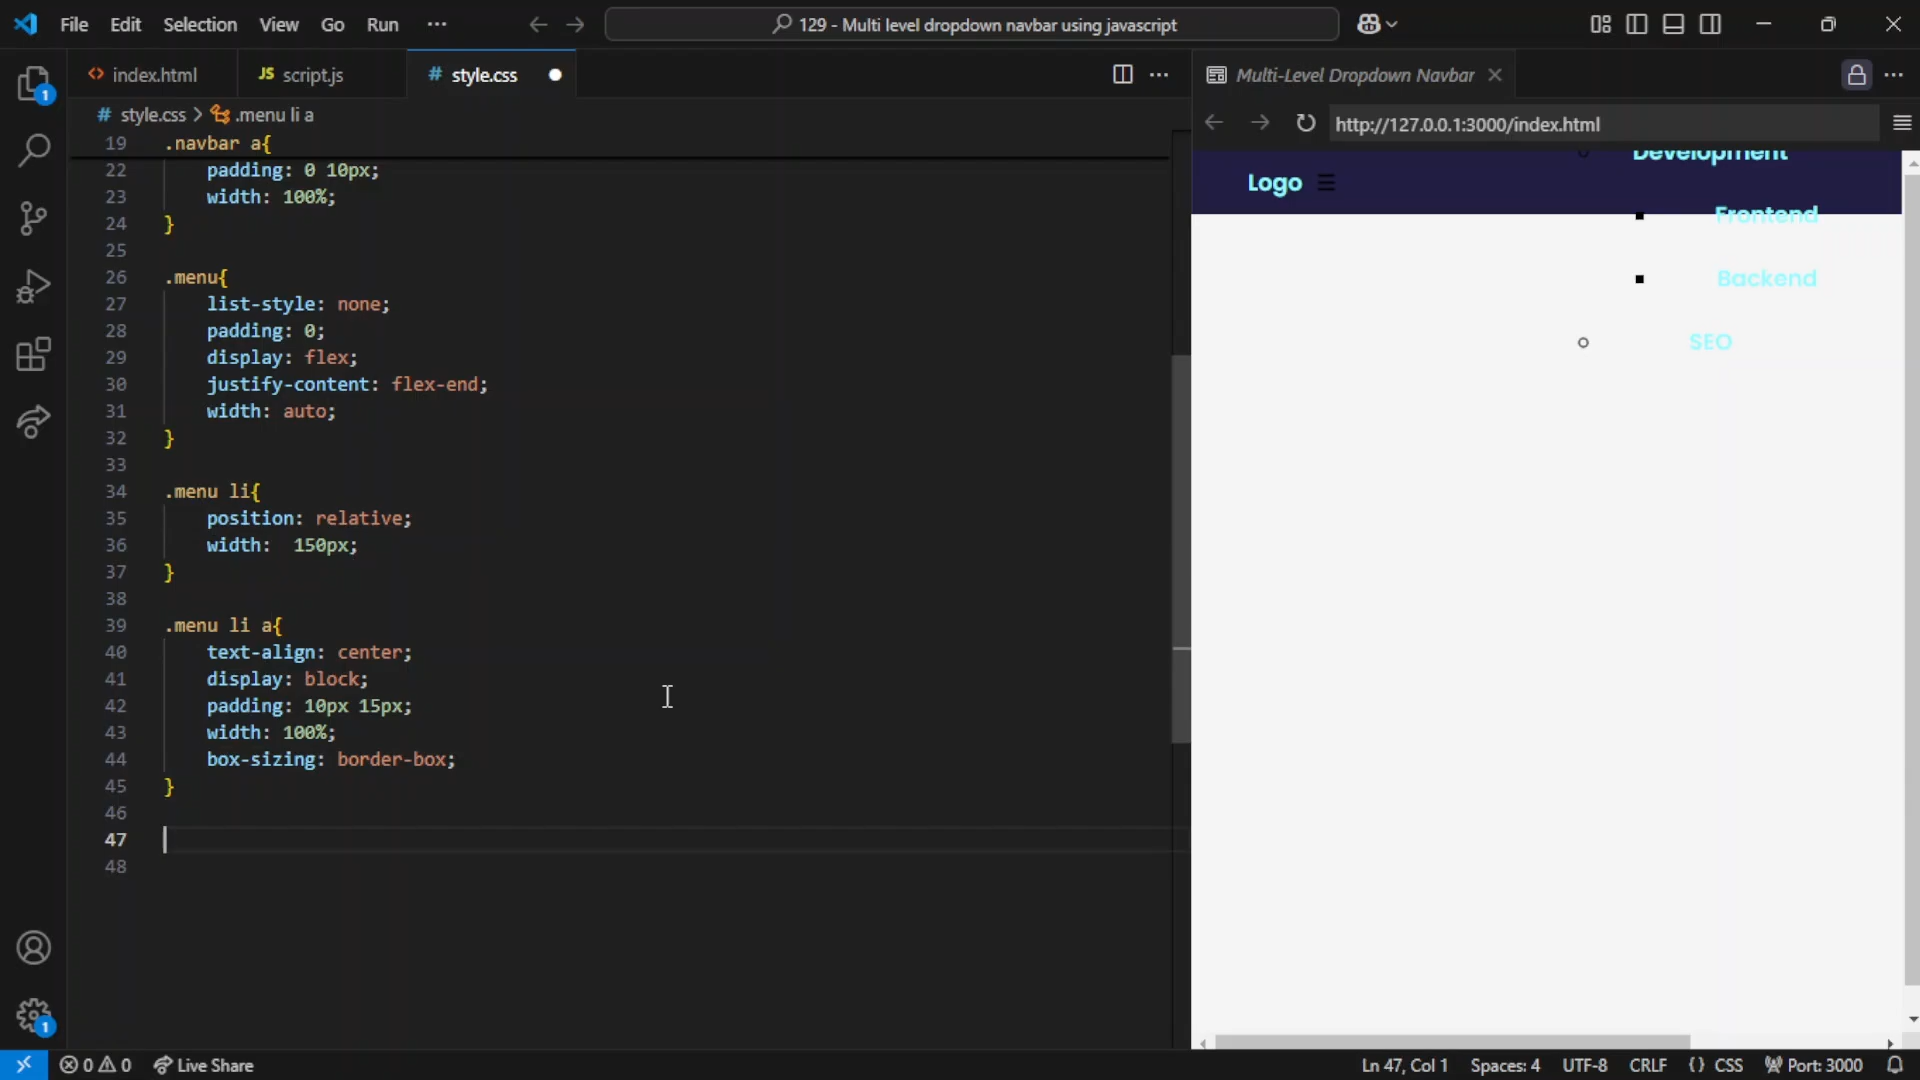 File Edit Selection View Go Run ···
129 - Multi level dropdown navbar using javascript
index.html
JS script.js
# style.css
Multi-Level Dropdown Navbar
# style.css > .menu li a
http://127.0.0.1:3000/index.html
19 .navbar a{
22 padding: 0 10px;
23 width: 100%;
24 }
25
26 .menu{
27 list-style: none;
28 padding: 0;
29 display: flex;
30 justify-content: flex-end;
31 width: auto;
32 }
33
34 .menu li{
35 position: relative;
36 width:  150px;
37 }
38
39 .menu li a{
40 text-align: center;
41 display: block;
42 padding: 10px 15px;
43 width: 100%;
44 box-sizing: border-box;
45 }
46
47
48
Development
Logo ☰
Frontend
Backend
SEO
1
1
0 0 Live Share
Ln 47, Col 1 Spaces: 4 UTF-8 CRLF {} CSS Port: 3000